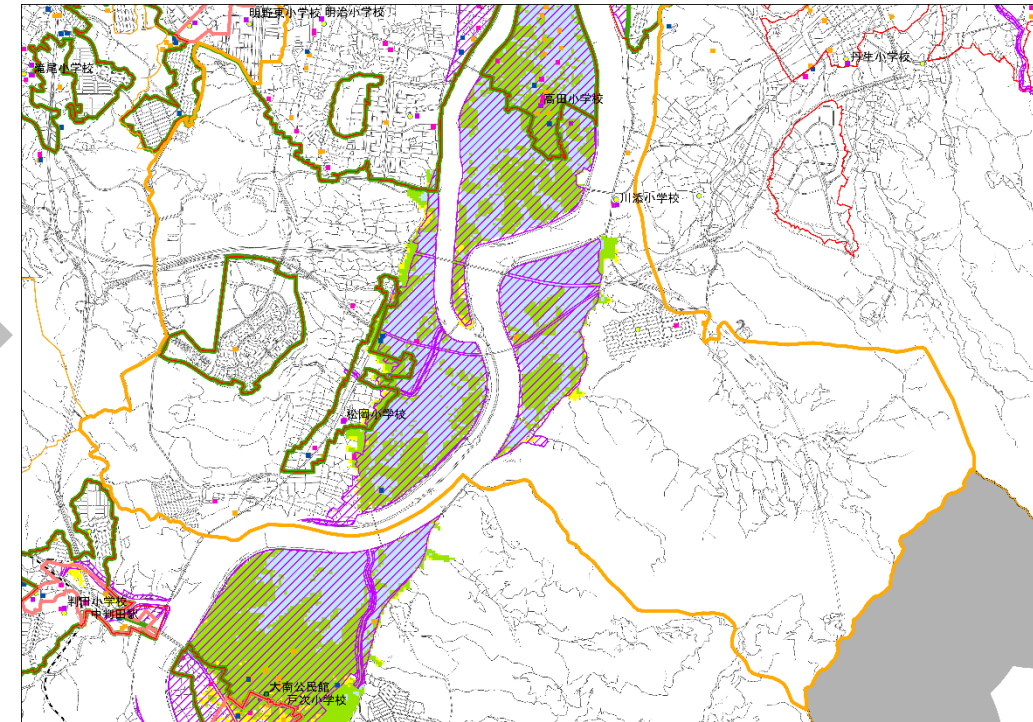 明野東小学校
明治小学校
滝尾小学校
丹生小学校
高田小学校
川添小学校
松岡小学校
判田小学校
中判田駅
大南公民館
戸次小学校